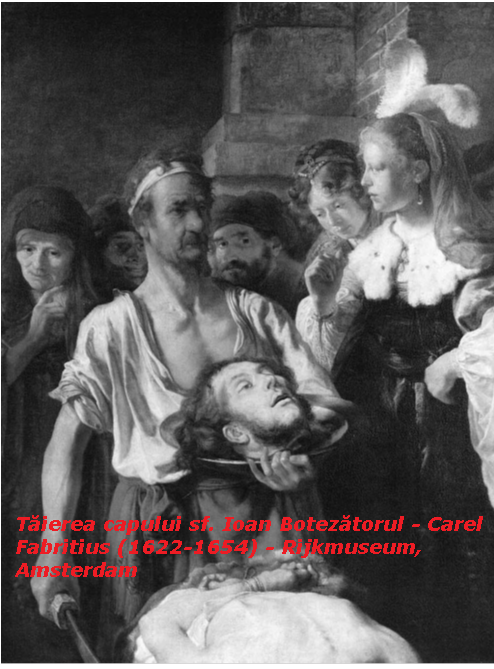 Tăierea capului sf. Ioan Botezătorul - Carel
Fabritius (1622-1654) - Rijkmuseum,
Amsterdam